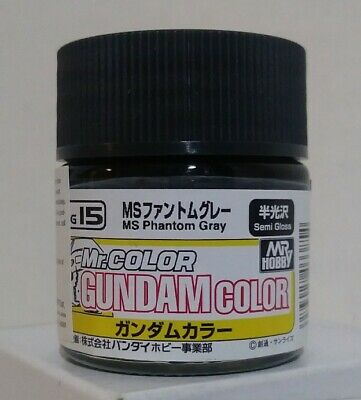 G 15
MSファントムグレー
MS Phantom Gray
半光沢
Semi Gloss
Mr.COLOR
GUNDAM COLOR
MR HOBBY
ガンダムカラー
株式会社バンダイホビー事業部
©創通・サンライズ